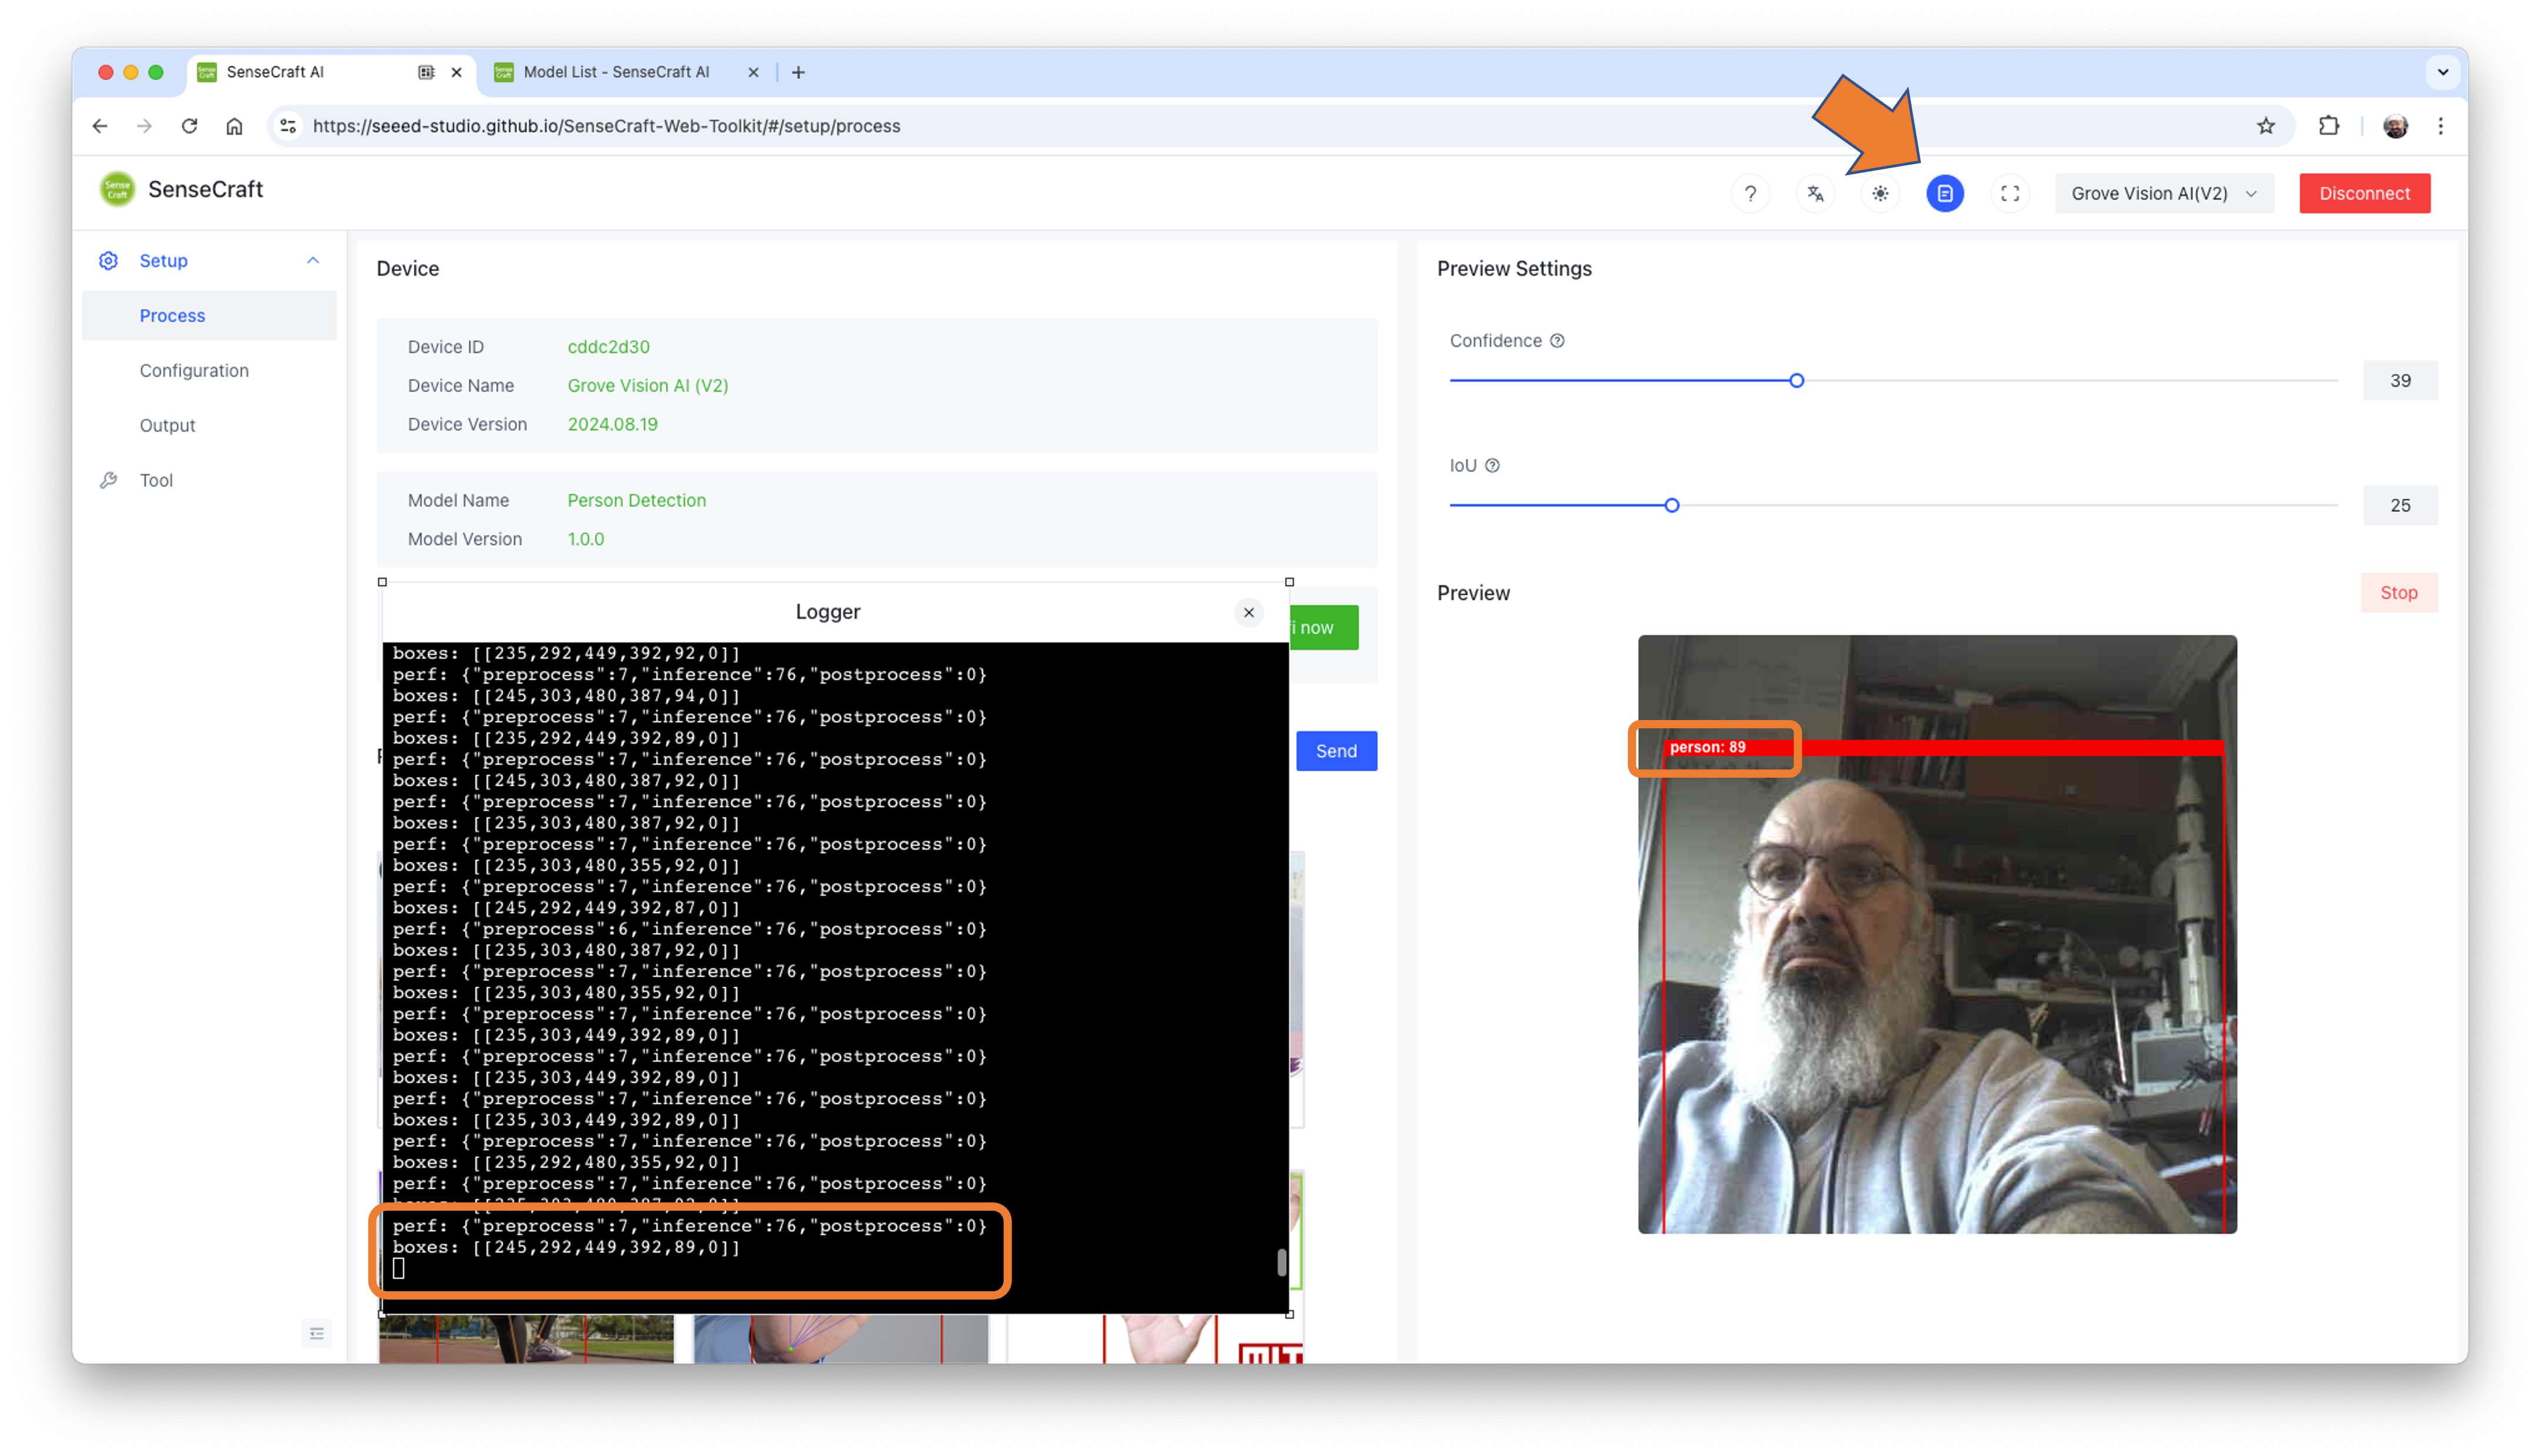 SenseCraft AI
Model List - SenseCraft AI
https://seeed-studio.github.io/SenseCraft-Web-Toolkit/#/setup/process
Sense
Craft
SenseCraft
Grove Vision AI(V2)
Disconnect
Setup
Process
Configuration
Output
Tool
Device
Device ID cddc2d30
Device Name Grove Vision AI (V2)
Device Version 2024.08.19
Model Name Person Detection
Model Version 1.0.0
now
Send
Logger
boxes: [[235,292,449,392,92,0]]
perf: {"preprocess":7,"inference":76,"postprocess":0}
boxes: [[245,303,480,387,94,0]]
perf: {"preprocess":7,"inference":76,"postprocess":0}
boxes: [[235,292,449,392,89,0]]
perf: {"preprocess":7,"inference":76,"postprocess":0}
boxes: [[245,303,480,387,92,0]]
perf: {"preprocess":7,"inference":76,"postprocess":0}
boxes: [[235,303,480,387,92,0]]
perf: {"preprocess":7,"inference":76,"postprocess":0}
boxes: [[235,303,480,355,92,0]]
perf: {"preprocess":7,"inference":76,"postprocess":0}
boxes: [[245,292,449,392,87,0]]
perf: {"preprocess":6,"inference":76,"postprocess":0}
boxes: [[235,303,480,387,92,0]]
perf: {"preprocess":7,"inference":76,"postprocess":0}
boxes: [[235,303,480,355,92,0]]
perf: {"preprocess":7,"inference":76,"postprocess":0}
boxes: [[235,303,449,392,89,0]]
perf: {"preprocess":7,"inference":76,"postprocess":0}
boxes: [[235,303,449,392,89,0]]
perf: {"preprocess":7,"inference":76,"postprocess":0}
boxes: [[235,303,449,392,89,0]]
perf: {"preprocess":7,"inference":76,"postprocess":0}
boxes: [[235,292,480,355,92,0]]
perf: {"preprocess":7,"inference":76,"postprocess":0}
perf: {"preprocess":7,"inference":76,"postprocess":0}
boxes: [[245,292,449,392,89,0]]
Preview Settings
Confidence
39
IoU
25
Preview
Stop
person: 89